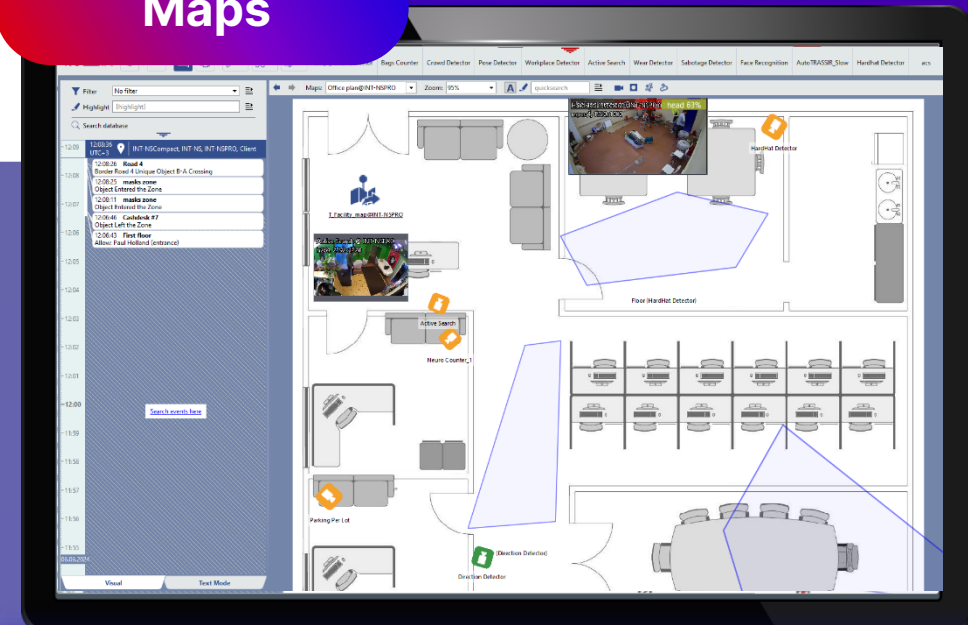 Maps
Bags Counter Crowd Detector Pose Detector Workplace Detector Active Search Wear Detector Sabotage Detector Face Recognition AutoTRASSIR_Slow Hardhat Detector acs
Filter No filter
Highlight [highlight]
Search database
Maps: Office plan@INT-NSPRO Zoom: 95% A quicksearch
12:09
12:08:36
UTC-3
INT-NSCompact, INT-NS, INT-NSPRO, Client
12:08:26 Road 4
Border Road 4 Unique Object B-A Crossing
12:08:25 masks zone
Object Entered the Zone
12:08:11 masks zone
Object Entered the Zone
12:06:46 Cashdesk #7
Object Left the Zone
12:06:43 First floor
Allow: Paul Holland (entrance)
12:08
12:07
12:06
12:05
12:04
12:03
12:02
12:01
12:00
11:59
11:58
11:57
11:56
11:55
Search events here
Visual Text Mode
head 63%
HardHat Detector
T_Facility_map@INT-NSPRO
Floor (HardHat Detector)
Active Search
Neuro Counter_1
Parking Per Lot
(Direction Detector)
Direction Detector